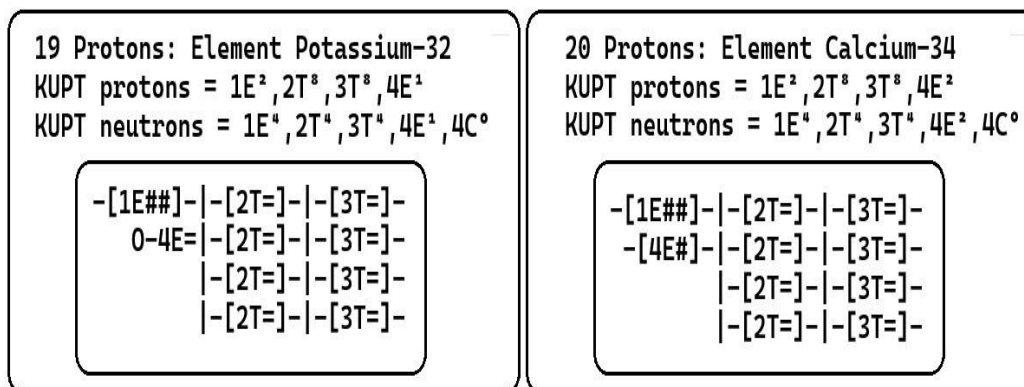 19 Protons: Element Potassium-32
KUPT protons = 1E²,2T⁸,3T⁸,4E¹
KUPT neutrons = 1E⁴,2T⁴,3T⁴,4E¹,4C⁰
-[1E##]-|-[2T=]-|-[3T=]-
O-4E=|-[2T=]-|-[3T=]-
|-[2T=]-|-[3T=]-
|-[2T=]-|-[3T=]-
20 Protons: Element Calcium-34
KUPT protons = 1E²,2T⁸,3T⁸,4E²
KUPT neutrons = 1E⁴,2T⁴,3T⁴,4E²,4C⁰
-[1E##]-|-[2T=]-|-[3T=]-
-[4E#]-|-[2T=]-|-[3T=]-
|-[2T=]-|-[3T=]-
|-[2T=]-|-[3T=]-